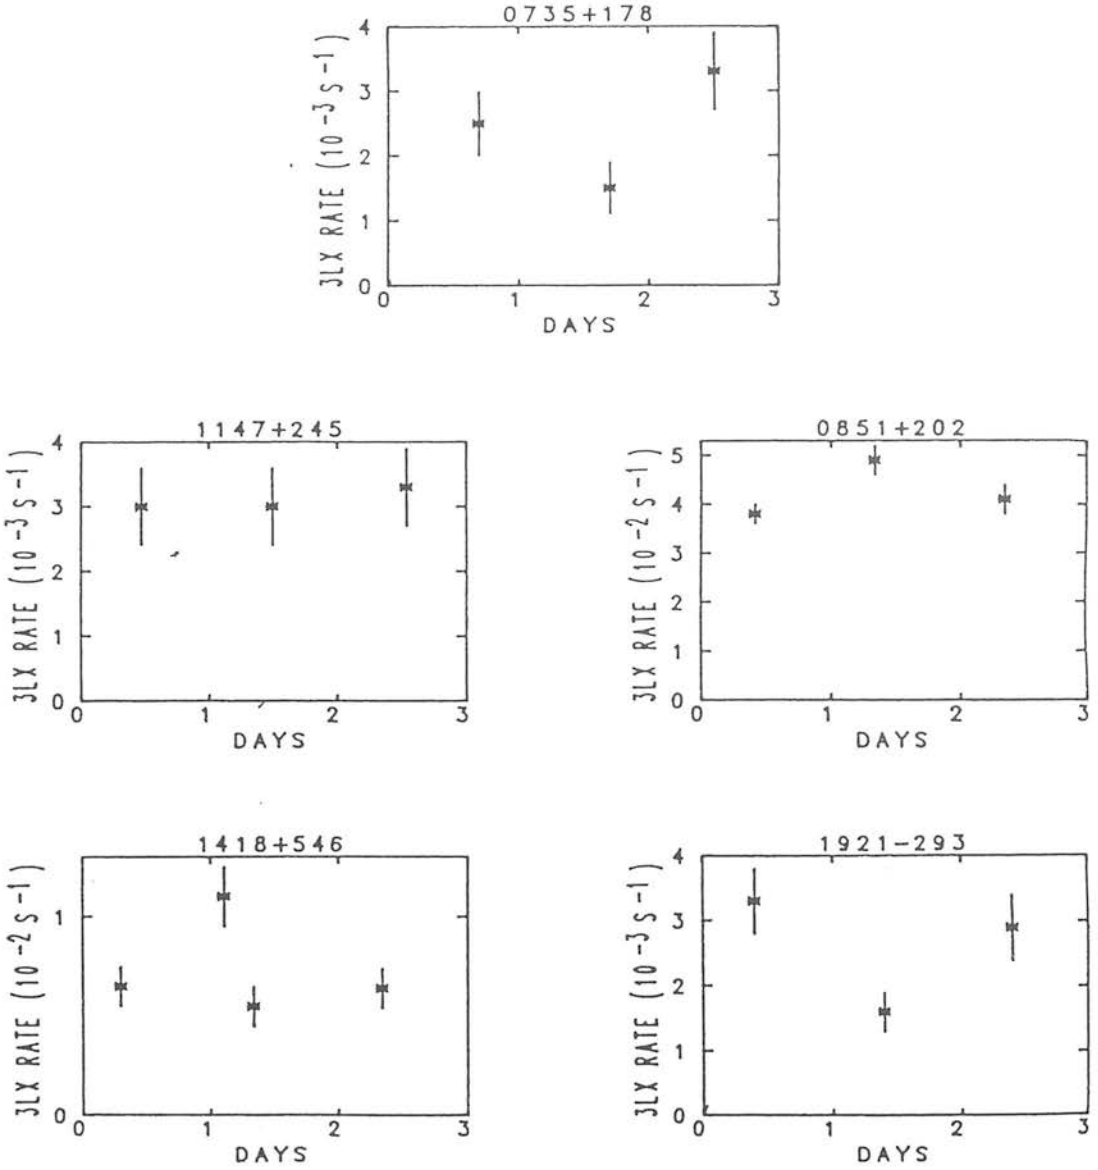 0735+178
3LX RATE (10-3 S-1)
4
3
2
1
0
0 1 2 3
DAYS
1147+245
3LX RATE (10-3 S-1)
4
3
2
1
0
0 1 2 3
DAYS
0851+202
3LX RATE (10-2 S-1)
5
4
3
2
1
0
0 1 2 3
DAYS
1418+546
3LX RATE (10-2 S-1)
1
0
0 1 2 3
DAYS
1921-293
3LX RATE (10-3 S-1)
4
3
2
1
0
0 1 2 3
DAYS